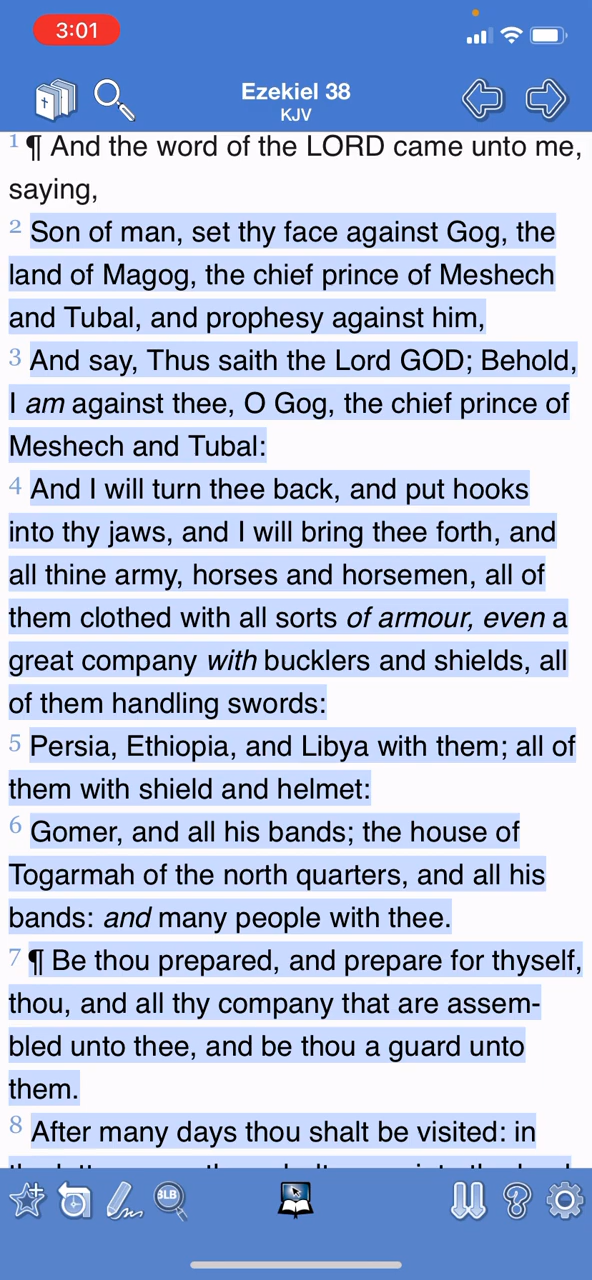 3:01
Ezekiel 38
KJV
1 ¶ And the word of the LORD came unto me,
saying,
2 Son of man, set thy face against Gog, the
land of Magog, the chief prince of Meshech
and Tubal, and prophesy against him,
3 And say, Thus saith the Lord GOD; Behold,
I am against thee, O Gog, the chief prince of
Meshech and Tubal:
4 And I will turn thee back, and put hooks
into thy jaws, and I will bring thee forth, and
all thine army, horses and horsemen, all of
them clothed with all sorts of armour, even a
great company with bucklers and shields, all
of them handling swords:
5 Persia, Ethiopia, and Libya with them; all of
them with shield and helmet:
6 Gomer, and all his bands; the house of
Togarmah of the north quarters, and all his
bands: and many people with thee.
7 ¶ Be thou prepared, and prepare for thyself,
thou, and all thy company that are assem-
bled unto thee, and be thou a guard unto
them.
8 After many days thou shalt be visited: in
BLB